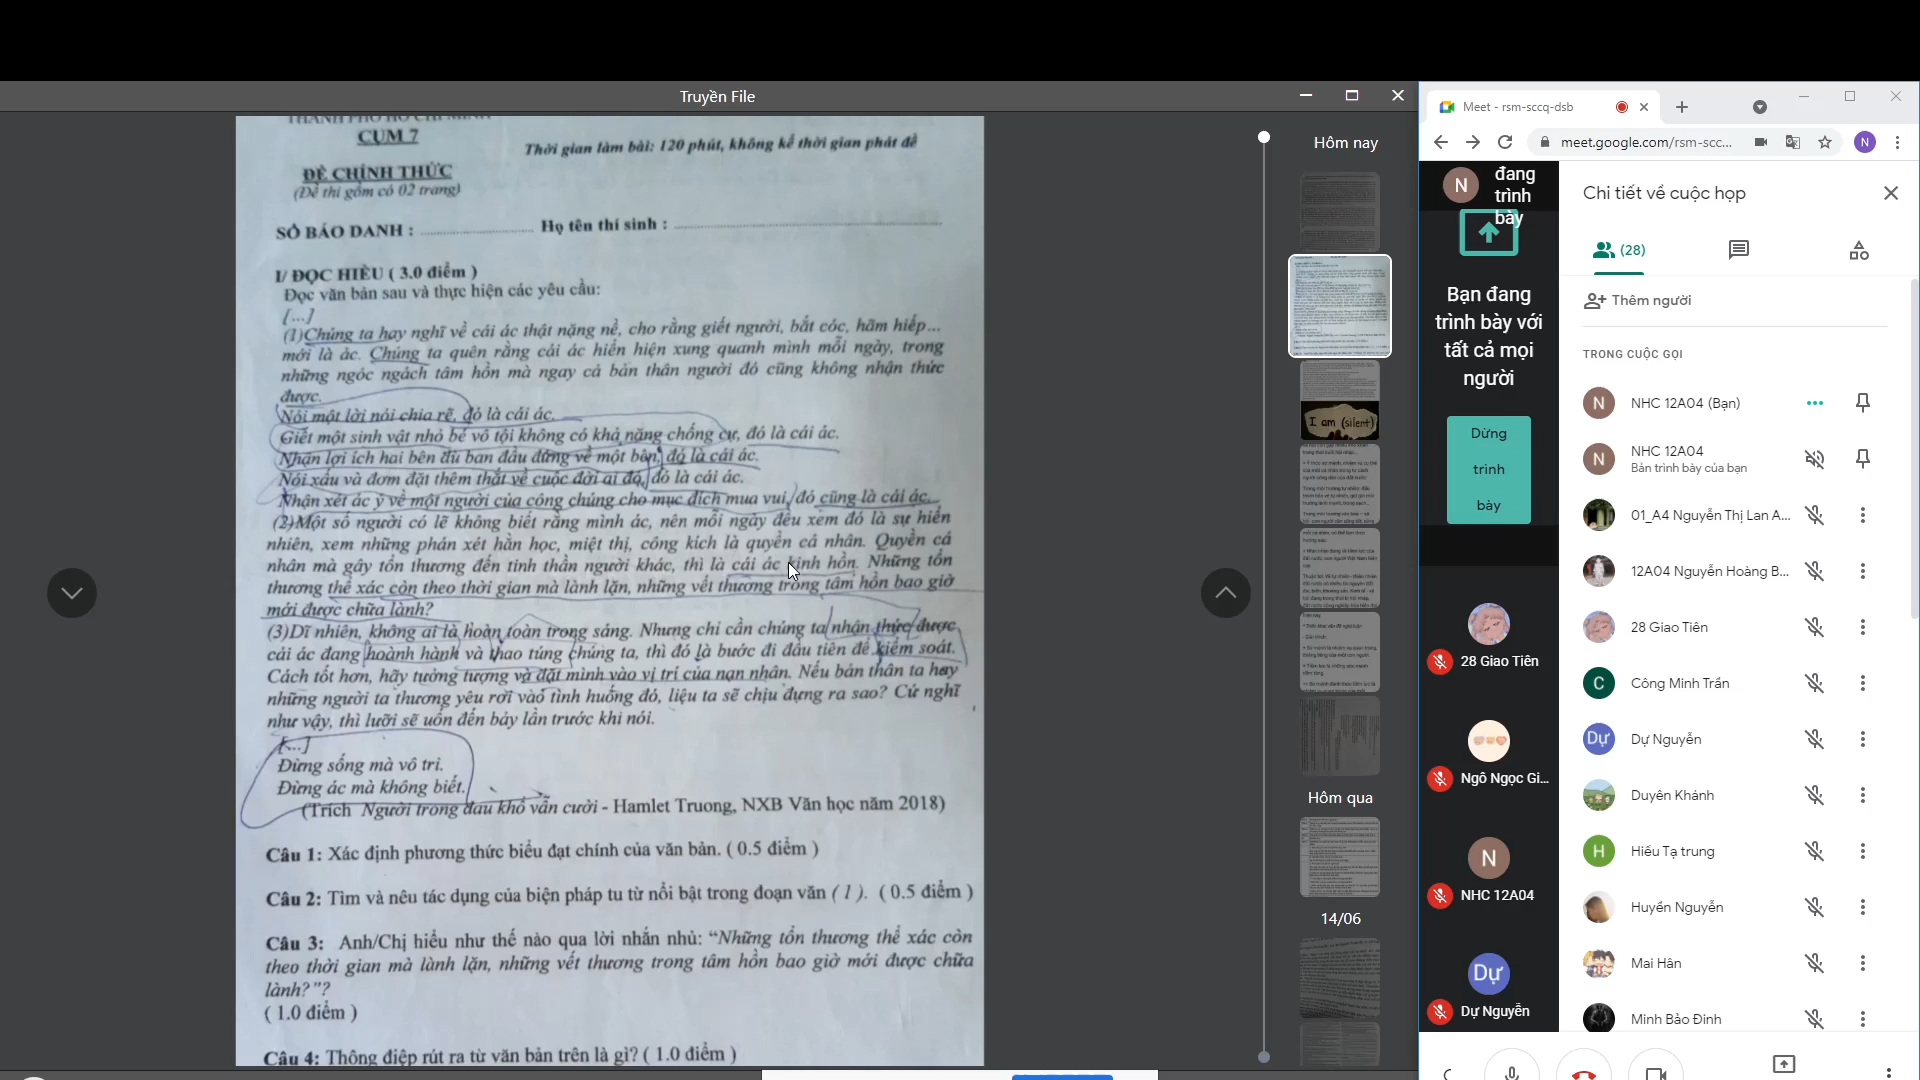 Truyền File
THÀNH PHỐ HỒ CHÍ MINH
CỤM 7
Thời gian làm bài: 120 phút, không kể thời gian phát đề
ĐỀ CHÍNH THỨC
(Đề thi gồm có 02 trang)
SỐ BÁO DANH : .......................... Họ tên thí sinh : ..........................
I/ ĐỌC HIỂU ( 3.0 điểm )
Đọc văn bản sau và thực hiện các yêu cầu:
[...]
(1)Chúng ta hay nghĩ về cái ác thật nặng nề, cho rằng giết người, bắt cóc, hãm hiếp...
mới là ác. Chúng ta quên rằng cái ác hiển hiện xung quanh mình mỗi ngày, trong
những ngóc ngách tâm hồn mà ngay cả bản thân người đó cũng không nhận thức
được.
Nói một lời nói chia rẽ, đó là cái ác.
Giết một sinh vật nhỏ bé vô tội không có khả năng chống cự, đó là cái ác.
Nhận lợi ích hai bên dù ban đầu đứng về một bên, đó là cái ác.
Nói xấu và đơm đặt thêm thắt về cuộc đời ai đó, đó là cái ác.
Nhận xét ác ý về một người của công chúng cho mục đích mua vui, đó cũng là cái ác.
(2)Một số người có lẽ không biết rằng mình ác, nên mỗi ngày đều xem đó là sự hiển
nhiên, xem những phán xét hằn học, miệt thị, công kích là quyền cá nhân. Quyền cá
nhân mà gây tổn thương đến tinh thần người khác, thì là cái ác kinh hồn. Những tổn
thương thể xác còn theo thời gian mà lành lặn, những vết thương trong tâm hồn bao giờ
mới được chữa lành?
(3)Dĩ nhiên, không ai là hoàn toàn trong sáng. Nhưng chỉ cần chúng ta nhận thức được
cái ác đang hoành hành và thao túng chúng ta, thì đó là bước đi đầu tiên để kiểm soát.
Cách tốt hơn, hãy tưởng tượng và đặt mình vào vị trí của nạn nhân. Nếu bản thân ta hay
những người ta thương yêu rơi vào tình huống đó, liệu ta sẽ chịu đựng ra sao? Cứ nghĩ
như vậy, thì lưỡi sẽ uốn đến bảy lần trước khi nói.
[...]
Đừng sống mà vô tri.
Đừng ác mà không biết.
(Trích Người trong đau khổ vẫn cười - Hamlet Truong, NXB Văn học năm 2018)
Câu 1: Xác định phương thức biểu đạt chính của văn bản. ( 0.5 điểm )
Câu 2: Tìm và nêu tác dụng của biện pháp tu từ nổi bật trong đoạn văn ( 1 ). ( 0.5 điểm )
Câu 3: Anh/Chị hiểu như thế nào qua lời nhắn nhủ: “Những tổn thương thể xác còn
theo thời gian mà lành lặn, những vết thương trong tâm hồn bao giờ mới được chữa
lành?”?
( 1.0 điểm )
Câu 4: Thông điệp rút ra từ văn bản trên là gì? ( 1.0 điểm )
Hôm nay
I am (silent)
Hôm qua
14/06
Meet - rsm-sccq-dsb
meet.google.com/rsm-scc...
N
N
đang
trình
bày
Bạn đang
trình bày với
tất cả mọi
người
Dừng
trình
bày
28 Giao Tiên
Ngô Ngọc Gi...
N
NHC 12A04
Dự
Dự Nguyễn
Chi tiết về cuộc họp
(28)
Thêm người
TRONG CUỘC GỌI
N
NHC 12A04 (Bạn)
N
NHC 12A04
Bản trình bày của bạn
01_A4 Nguyễn Thị Lan A...
12A04 Nguyễn Hoàng B...
28 Giao Tiên
C
Công Minh Trần
Dự
Dự Nguyễn
Duyên Khánh
H
Hiếu Tạ trung
Huyền Nguyễn
Mai Hân
Minh Bảo Đinh